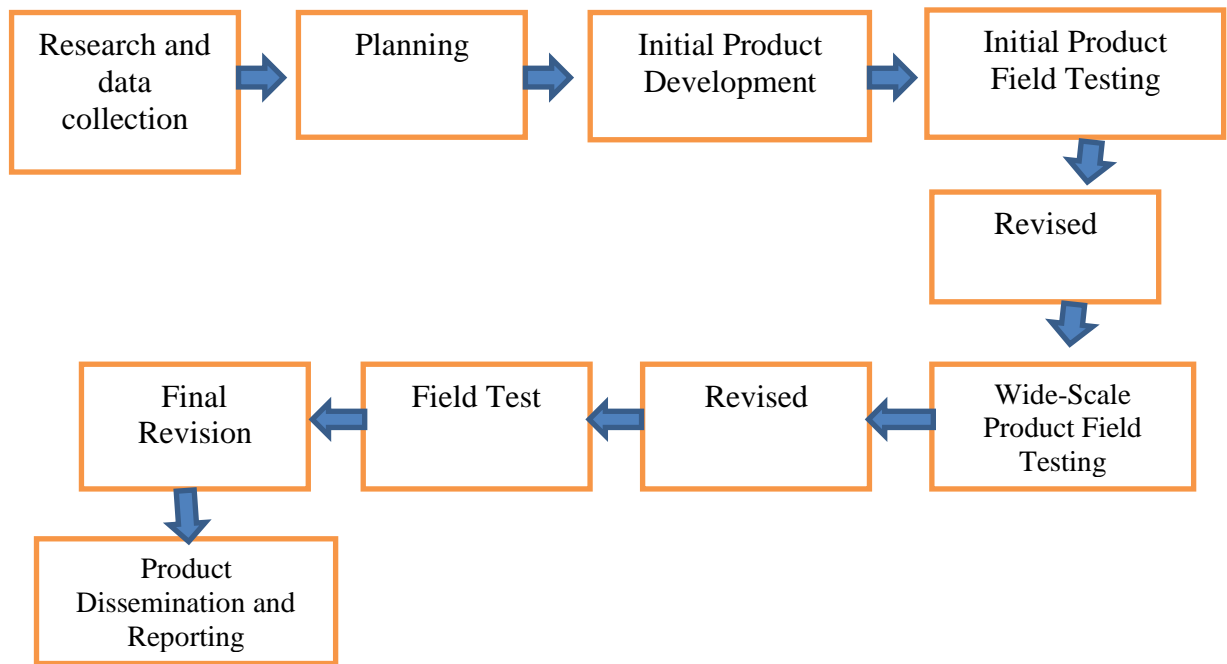 Research and
data
collection
Planning
Initial Product
Development
Initial Product
Field Testing
Revised
Wide-Scale
Product Field
Testing
Revised
Field Test
Final
Revision
Product
Dissemination and
Reporting